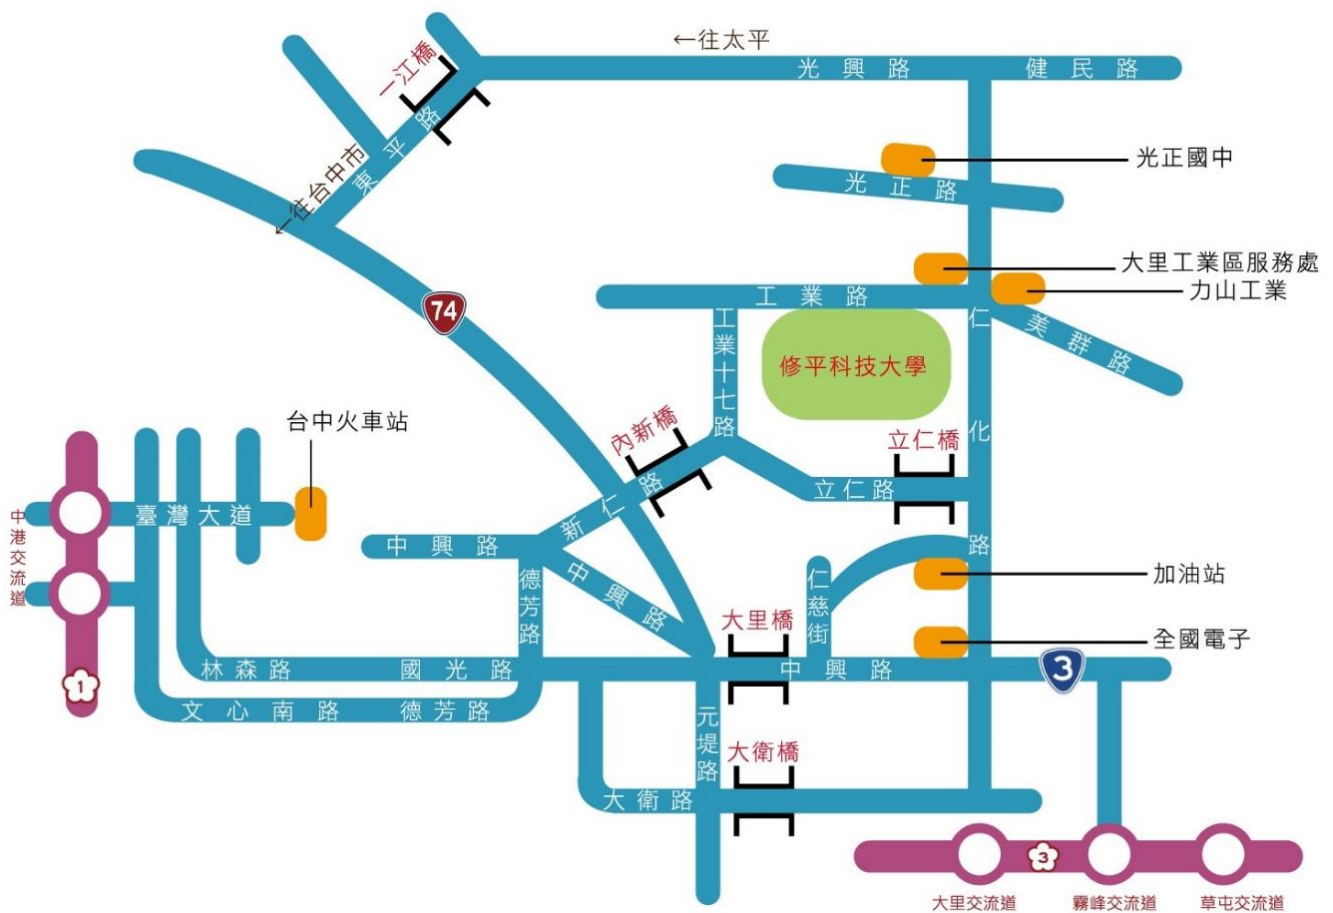 ←往太平
一江橋
光興路
健民路
東平路
←往台中市
光正國中
光正路
大里工業區服務處
力山工業
74
工業路
仁化路
美群路
工業十七路
修平科技大學
台中火車站
內新橋
立仁橋
新仁路
立仁路
臺灣大道
中港交流道
中興路
中興路
德芳路
仁慈街
加油站
大里橋
全國電子
林森路
國光路
中興路
3
1
文心南路
德芳路
元堤路
大衛橋
大衛路
3
大里交流道
霧峰交流道
草屯交流道